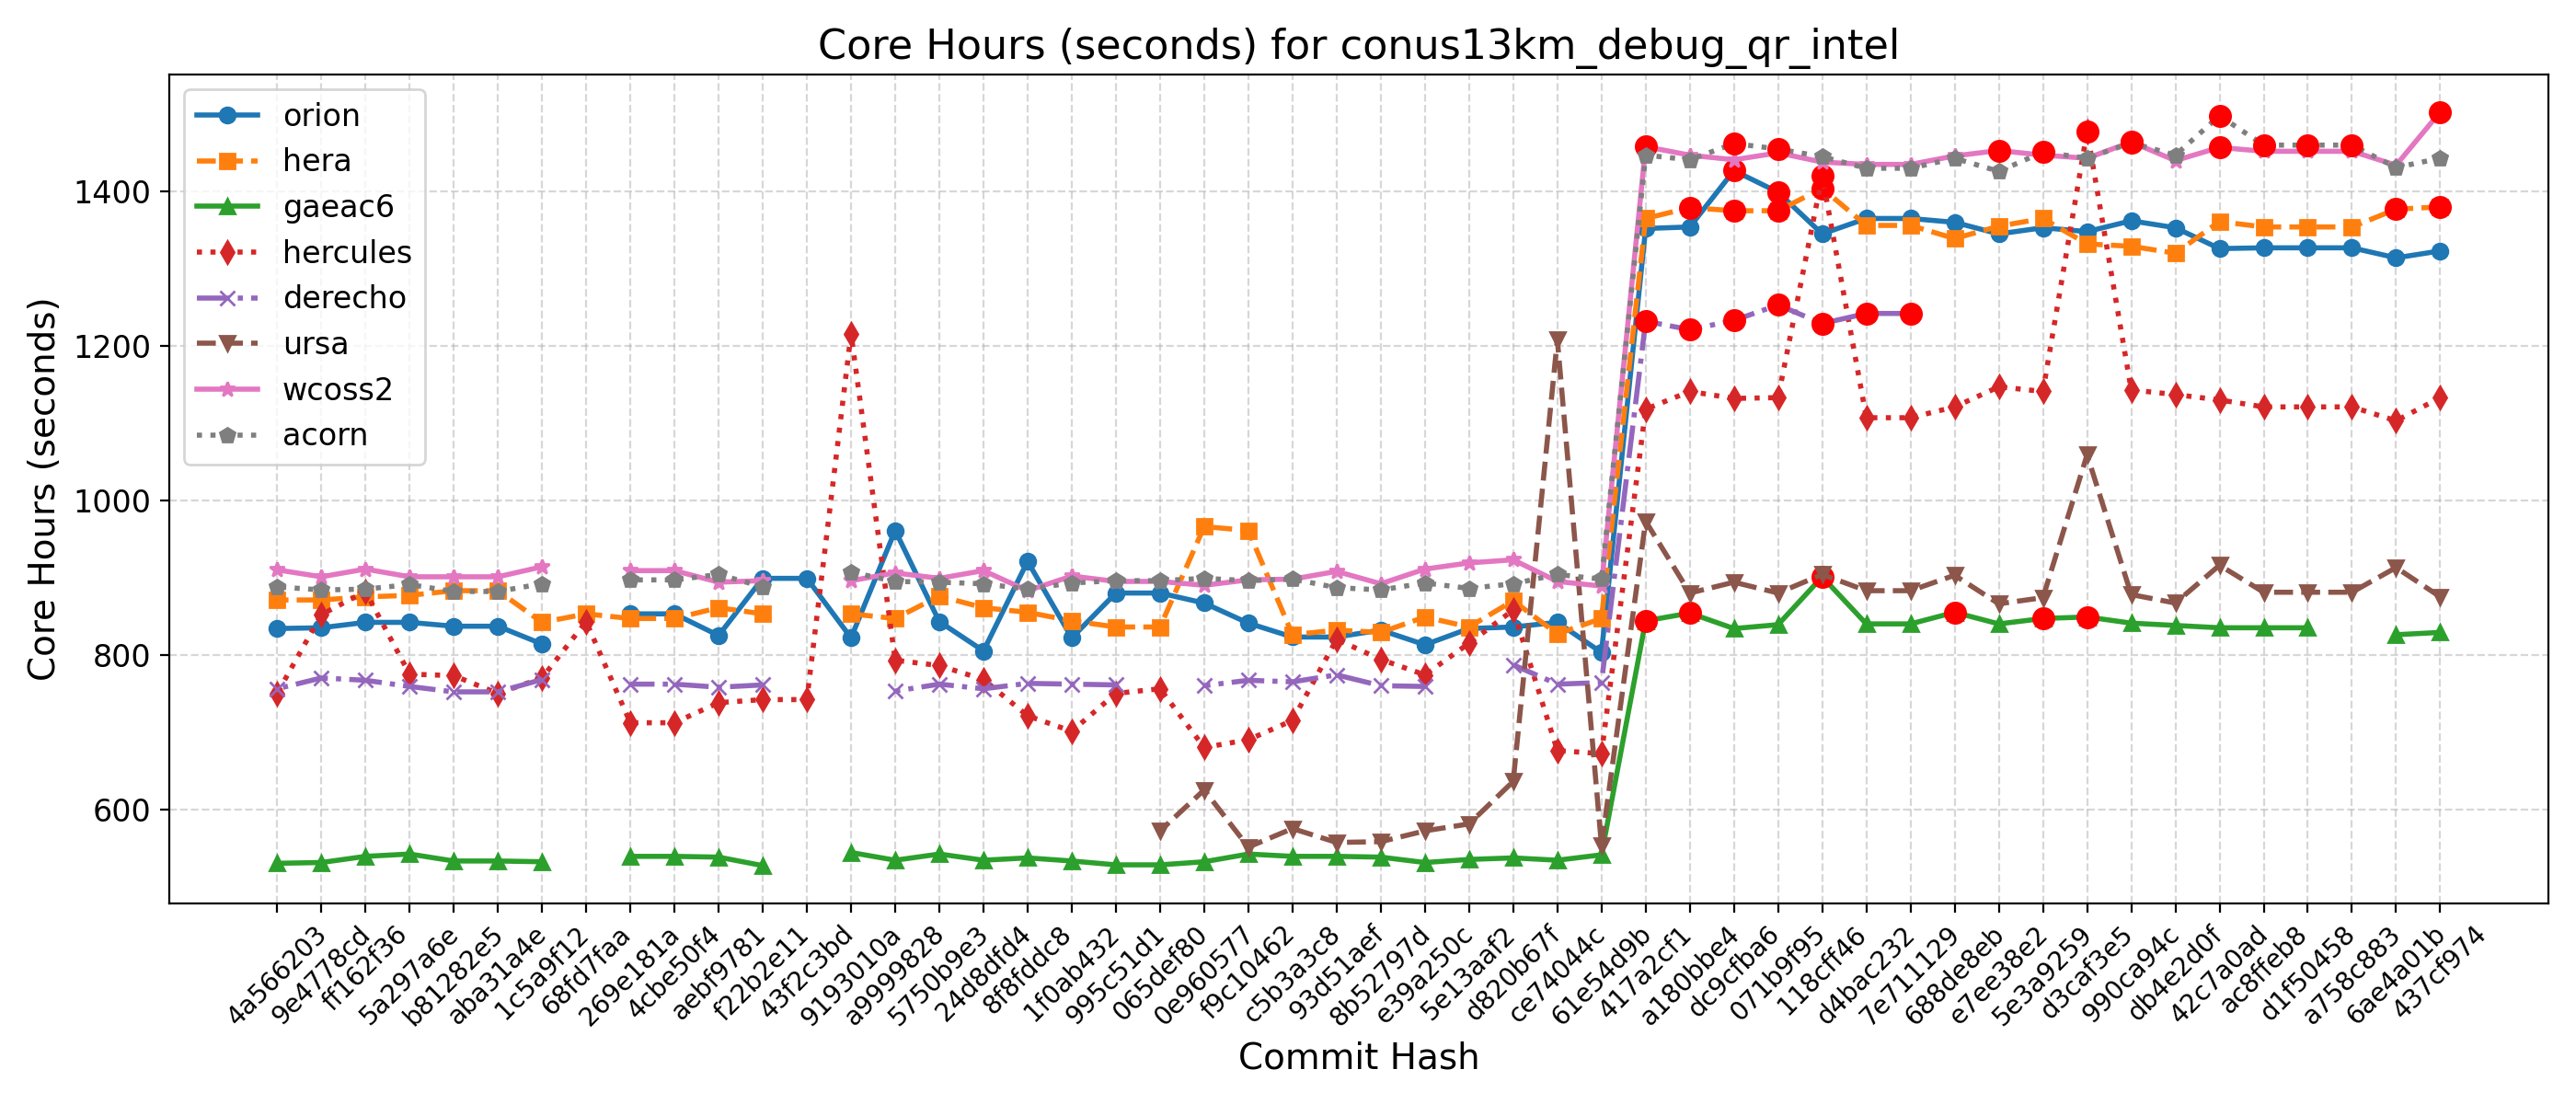 Core Hours (seconds) for conus13km_debug_qr_intel
Core Hours (seconds)
1400
1200
1000
800
600
orion
hera
gaeac6
hercules
derecho
ursa
wcoss2
acorn
4a566203
9e4778cd
ff162f36
5a297a6e
b81282e5
aba31a4e
1c5a9f12
68fd7faa
269e181a
4cbe50f4
aebf9781
f22b2e11
43f2c3bd
9193010a
a9999828
5750b9e3
24d8dfd4
8f8fddc8
1f0ab432
995c51d1
065def80
0e960577
f9c10462
c5b3a3c8
93d51aef
8b52797d
e39a250c
5e13aaf2
d820b67f
ce74044c
61e54d9b
417a2cf1
a180bbe4
dc9cfba6
071b9f95
118cff46
d4bac232
7e711129
688de8eb
e7ee38e2
5e3a9259
d3caf3e5
990ca94c
db4e2d0f
42c7a0ad
ac8ffeb8
d1f50458
a758c883
6ae4a01b
437cf974
Commit Hash